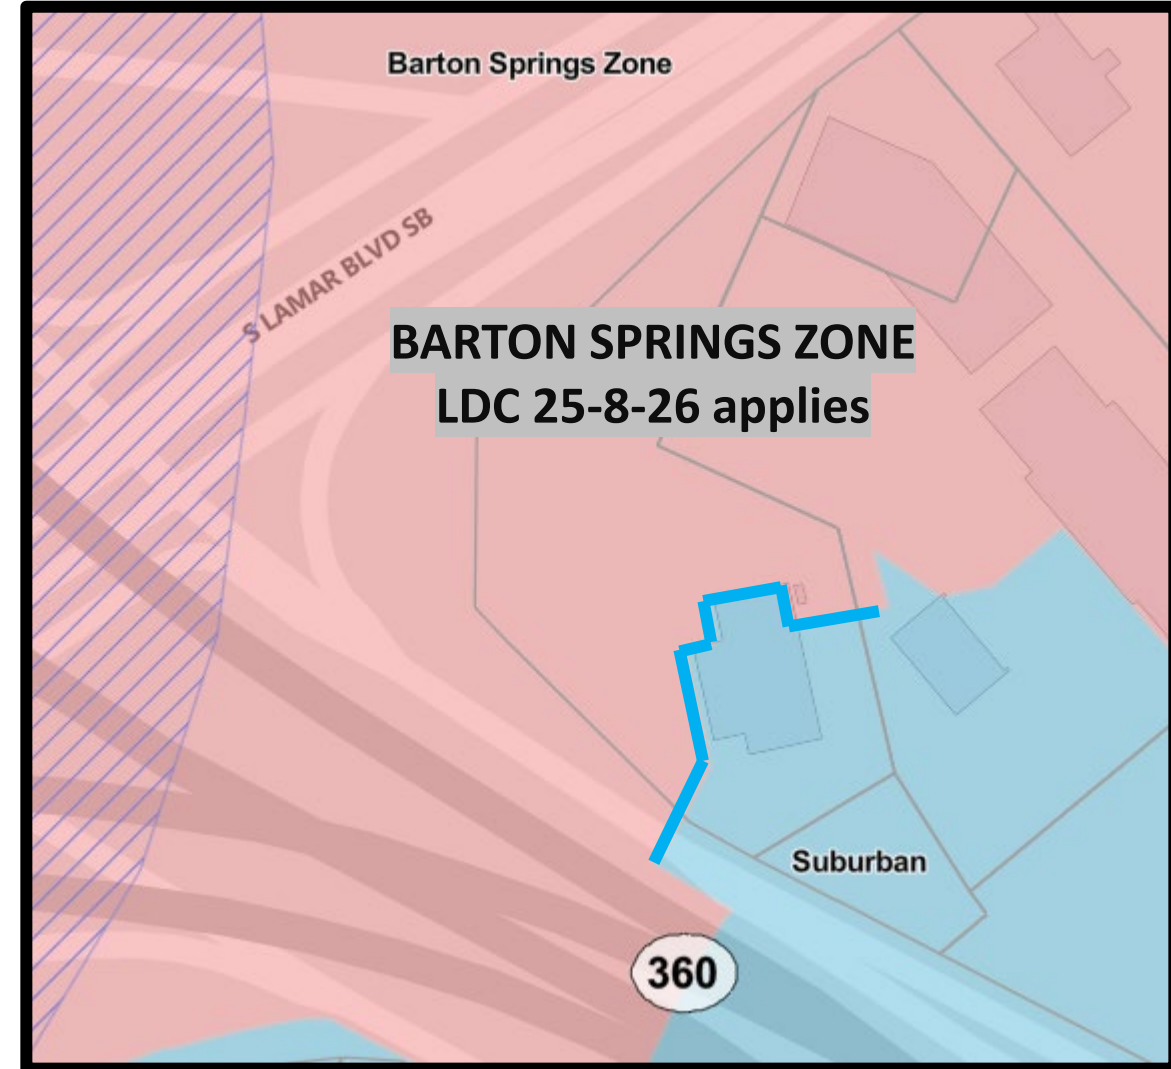 Barton Springs Zone
S LAMAR BLVD SB
BARTON SPRINGS ZONE
LDC 25-8-26 applies
Suburban
360